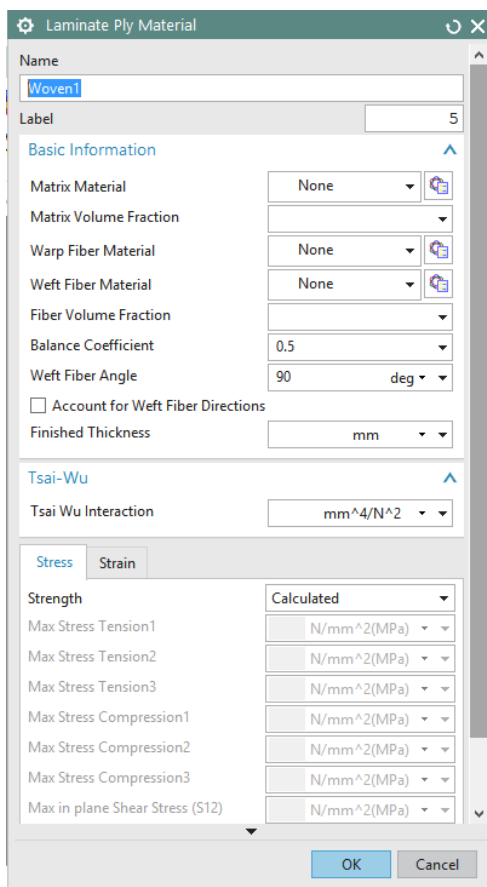 Laminate Ply Material
Name
Woven1
Label 5
Basic Information
Matrix Material None
Matrix Volume Fraction
Warp Fiber Material None
Weft Fiber Material None
Fiber Volume Fraction
Balance Coefficient 0.5
Weft Fiber Angle 90 deg
Account for Weft Fiber Directions
Finished Thickness mm
Tsai-Wu
Tsai Wu Interaction mm^4/N^2
Stress Strain
Strength Calculated
Max Stress Tension1 N/mm^2(MPa)
Max Stress Tension2 N/mm^2(MPa)
Max Stress Tension3 N/mm^2(MPa)
Max Stress Compression1 N/mm^2(MPa)
Max Stress Compression2 N/mm^2(MPa)
Max Stress Compression3 N/mm^2(MPa)
Max in plane Shear Stress (S12) N/mm^2(MPa)
OK Cancel